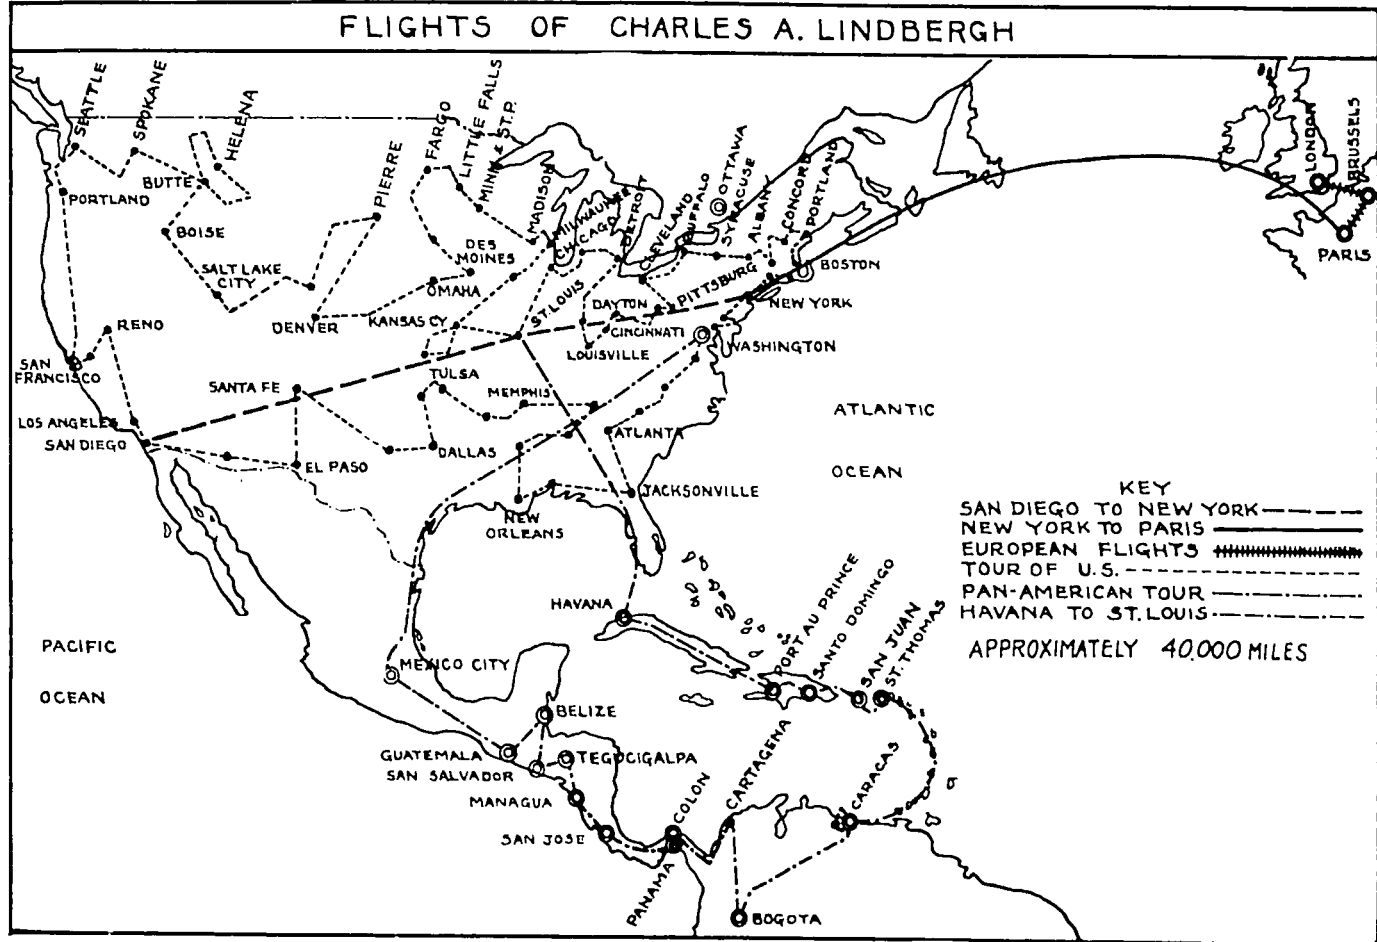 FLIGHTS OF CHARLES A. LINDBERGH
SEATTLE
SPOKANE
HELENA
BUTTE
PORTLAND
BOISE
SALT LAKE
CITY
PIERRE
FARGO
LITTLE FALLS
MINN & ST.P.
MADISON
MILWAUKEE
CHICAGO
DETROIT
CLEVELAND
BUFFALO
OTTAWA
SYRACUSE
ALBANY
CONCORD
PORTLAND
LONDON
BRUSSELS
PARIS
BOSTON
NEW YORK
PITTSBURG
WASHINGTON
DES
MOINES
OMAHA
DENVER
KANSAS CY
ST. LOUIS
DAYTON
CINCINNATI
LOUISVILLE
RENO
SAN
FRANCISCO
LOS ANGELES
SAN DIEGO
SANTA FE
EL PASO
TULSA
MEMPHIS
DALLAS
ATLANTA
JACKSONVILLE
NEW
ORLEANS
ATLANTIC
OCEAN
KEY
SAN DIEGO TO NEW YORK
NEW YORK TO PARIS
EUROPEAN FLIGHTS
TOUR OF U.S.
PAN-AMERICAN TOUR
HAVANA TO ST. LOUIS
APPROXIMATELY 40,000 MILES
PACIFIC
OCEAN
HAVANA
PORT AU PRINCE
SANTO DOMINGO
SAN JUAN
ST. THOMAS
MEXICO CITY
BELIZE
GUATEMALA
SAN SALVADOR
TEGUCIGALPA
MANAGUA
SAN JOSE
COLON
PANAMA
CARTAGENA
CARACAS
BOGOTA